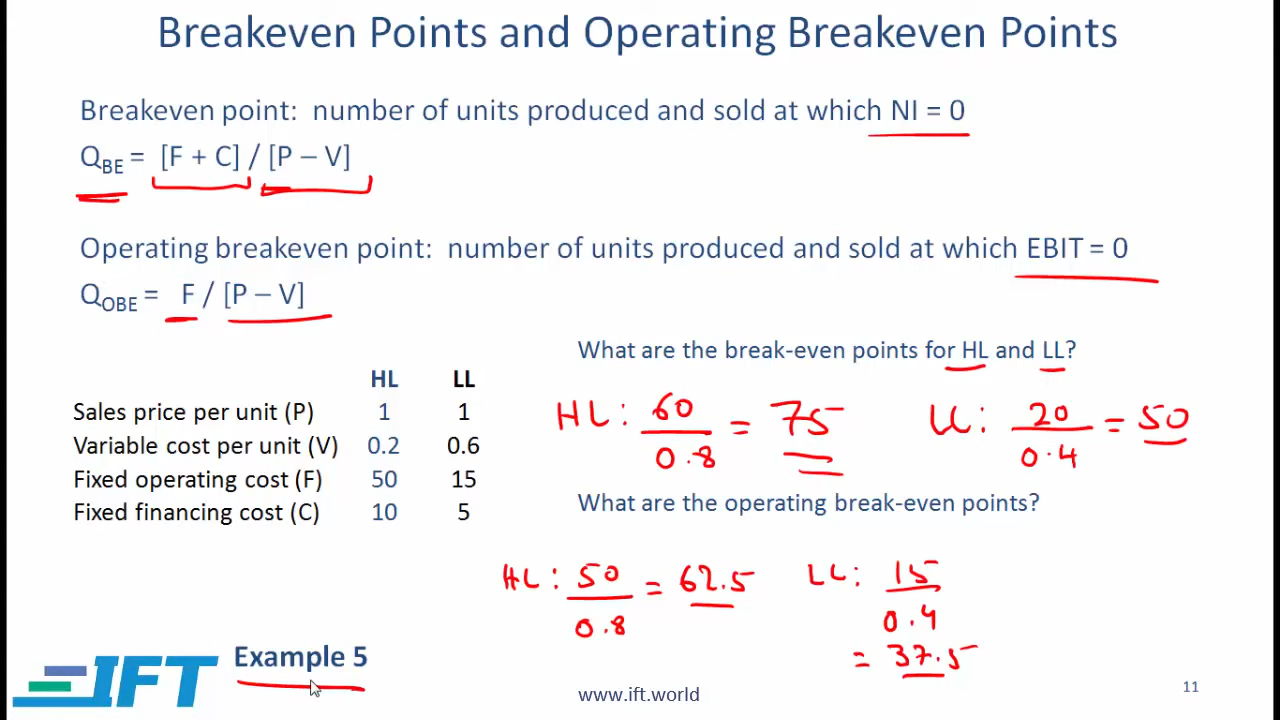 Breakeven Points and Operating Breakeven Points
Breakeven point: number of units produced and sold at which NI = 0
QBE = [F + C] / [P – V]
Operating breakeven point: number of units produced and sold at which EBIT = 0
QOBE = F / [P – V]
HL LL
Sales price per unit (P) 1 1
Variable cost per unit (V) 0.2 0.6
Fixed operating cost (F) 50 15
Fixed financing cost (C) 10 5
What are the break-even points for HL and LL?
HL: 60 / 0.8 = 75 LL: 20 / 0.4 = 50
What are the operating break-even points?
HL: 50 / 0.8 = 62.5 LL: 15 / 0.4
= 37.5
Example 5
IFT
www.ift.world
11